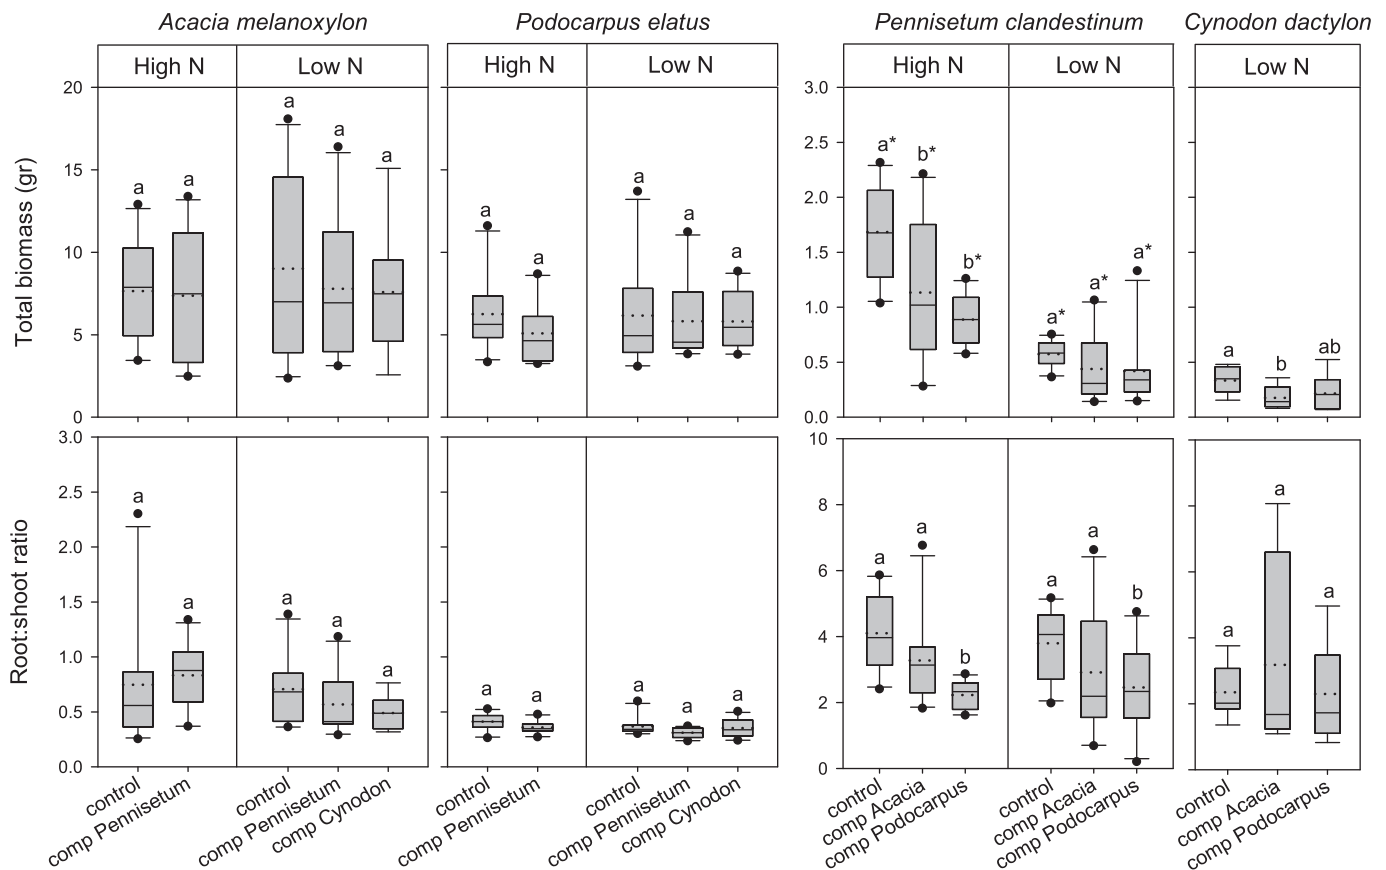 Acacia melanoxylon Podocarpus elatus Pennisetum clandestinum Cynodon dactylon
High N Low N High N Low N High N Low N Low N
Total biomass (gr)
20
15
10
5
0
a a a a a
a a a a a
3.0
2.5
2.0
1.5
1.0
0.5
0.0
a* b* b* a* a* a*
a b ab
Root:shoot ratio
3.0
2.5
2.0
1.5
1.0
0.5
0.0
a a a a a
a a a a a
10
8
6
4
2
0
a a b a a b
a a a
control
comp Pennisetum
control
comp Pennisetum
comp Cynodon
control
comp Pennisetum
control
comp Pennisetum
comp Cynodon
control
comp Acacia
comp Podocarpus
control
comp Acacia
comp Podocarpus
control
comp Acacia
comp Podocarpus